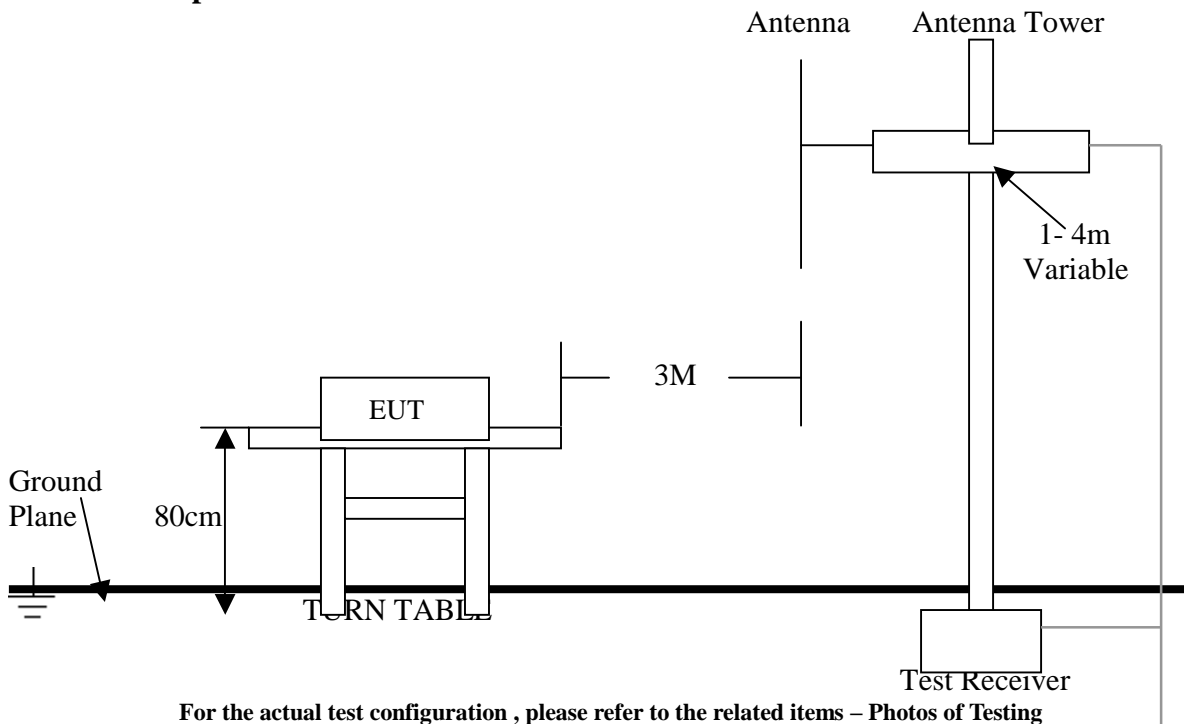 Antenna Antenna Tower
1- 4m
Variable
3M
EUT
Ground
Plane
80cm
TURN TABLE
Test Receiver
For the actual test configuration , please refer to the related items – Photos of Testing